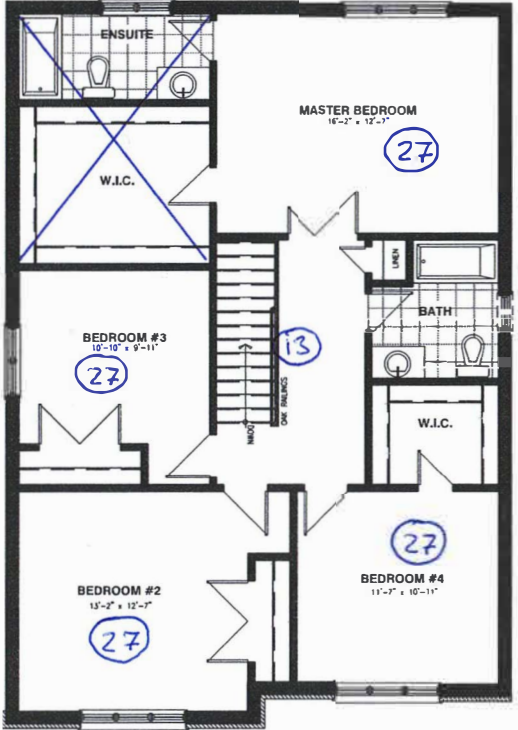 ENSUITE
MASTER BEDROOM
16'-2" x 12'-7"
27
W.I.C.
LINEN
BATH
BEDROOM #3
10'-10" x 9'-11"
27
13
OAK RAILINGS
DOWN
W.I.C.
27
BEDROOM #4
11'-7" x 10'-11"
BEDROOM #2
13'-2" x 12'-7"
27